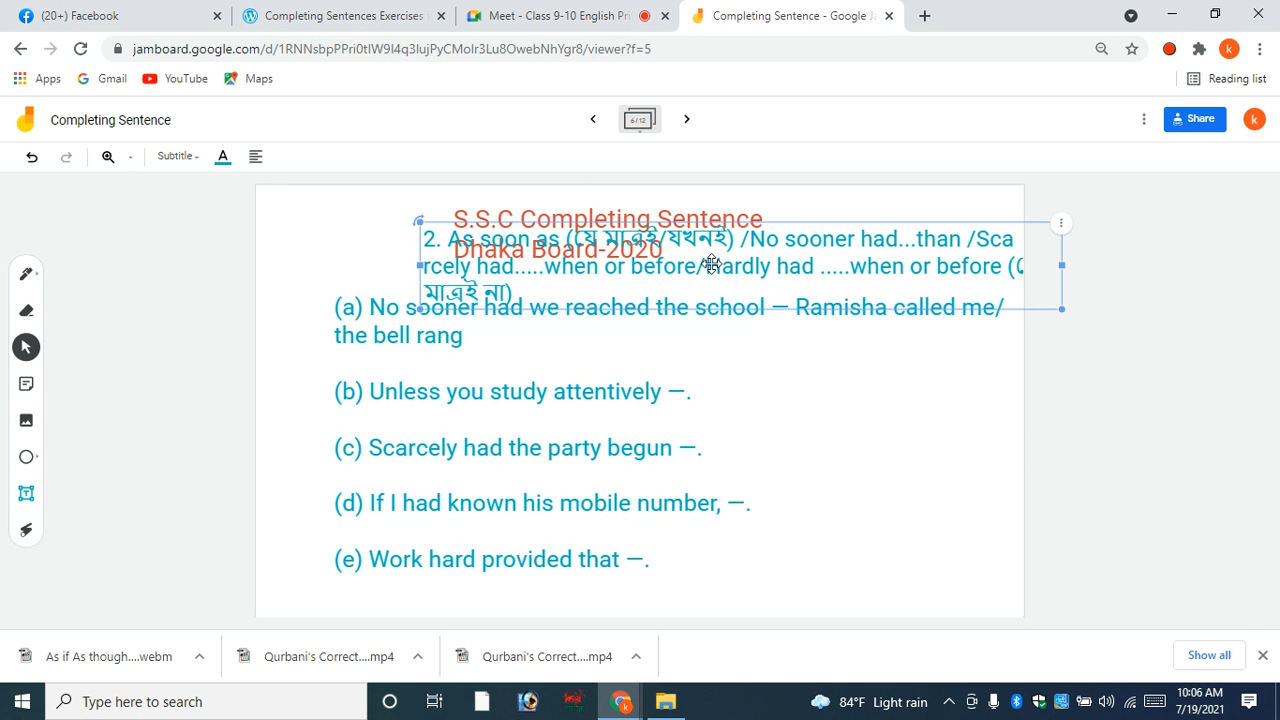 (20+) Facebook
Completing Sentences Exercises
Meet - Class 9-10 English Pri
Completing Sentence - Google Ja
jamboard.google.com/d/1RNNsbpPPri0tlW9l4q3lujPyCMolr3Lu8OwebNhYgr8/viewer?f=5
Apps
Gmail
YouTube
Maps
Reading list
Completing Sentence
6 / 12
Share
k
Subtitle
S.S.C Completing Sentence
2. As soon as (যে মাত্রই/যখনই) /No sooner had...than /Sca
Dhaka Board-2020
rcely had.....when or before/Hardly had .....when or before (
মাত্রই না)
(a) No sooner had we reached the school — Ramisha called me/
the bell rang
(b) Unless you study attentively —.
(c) Scarcely had the party begun —.
(d) If I had known his mobile number, —.
(e) Work hard provided that —.
As if As though....webm
Qurbani's Correct....mp4
Qurbani's Correct....mp4
Show all
Type here to search
84°F Light rain
10:06 AM
7/19/2021